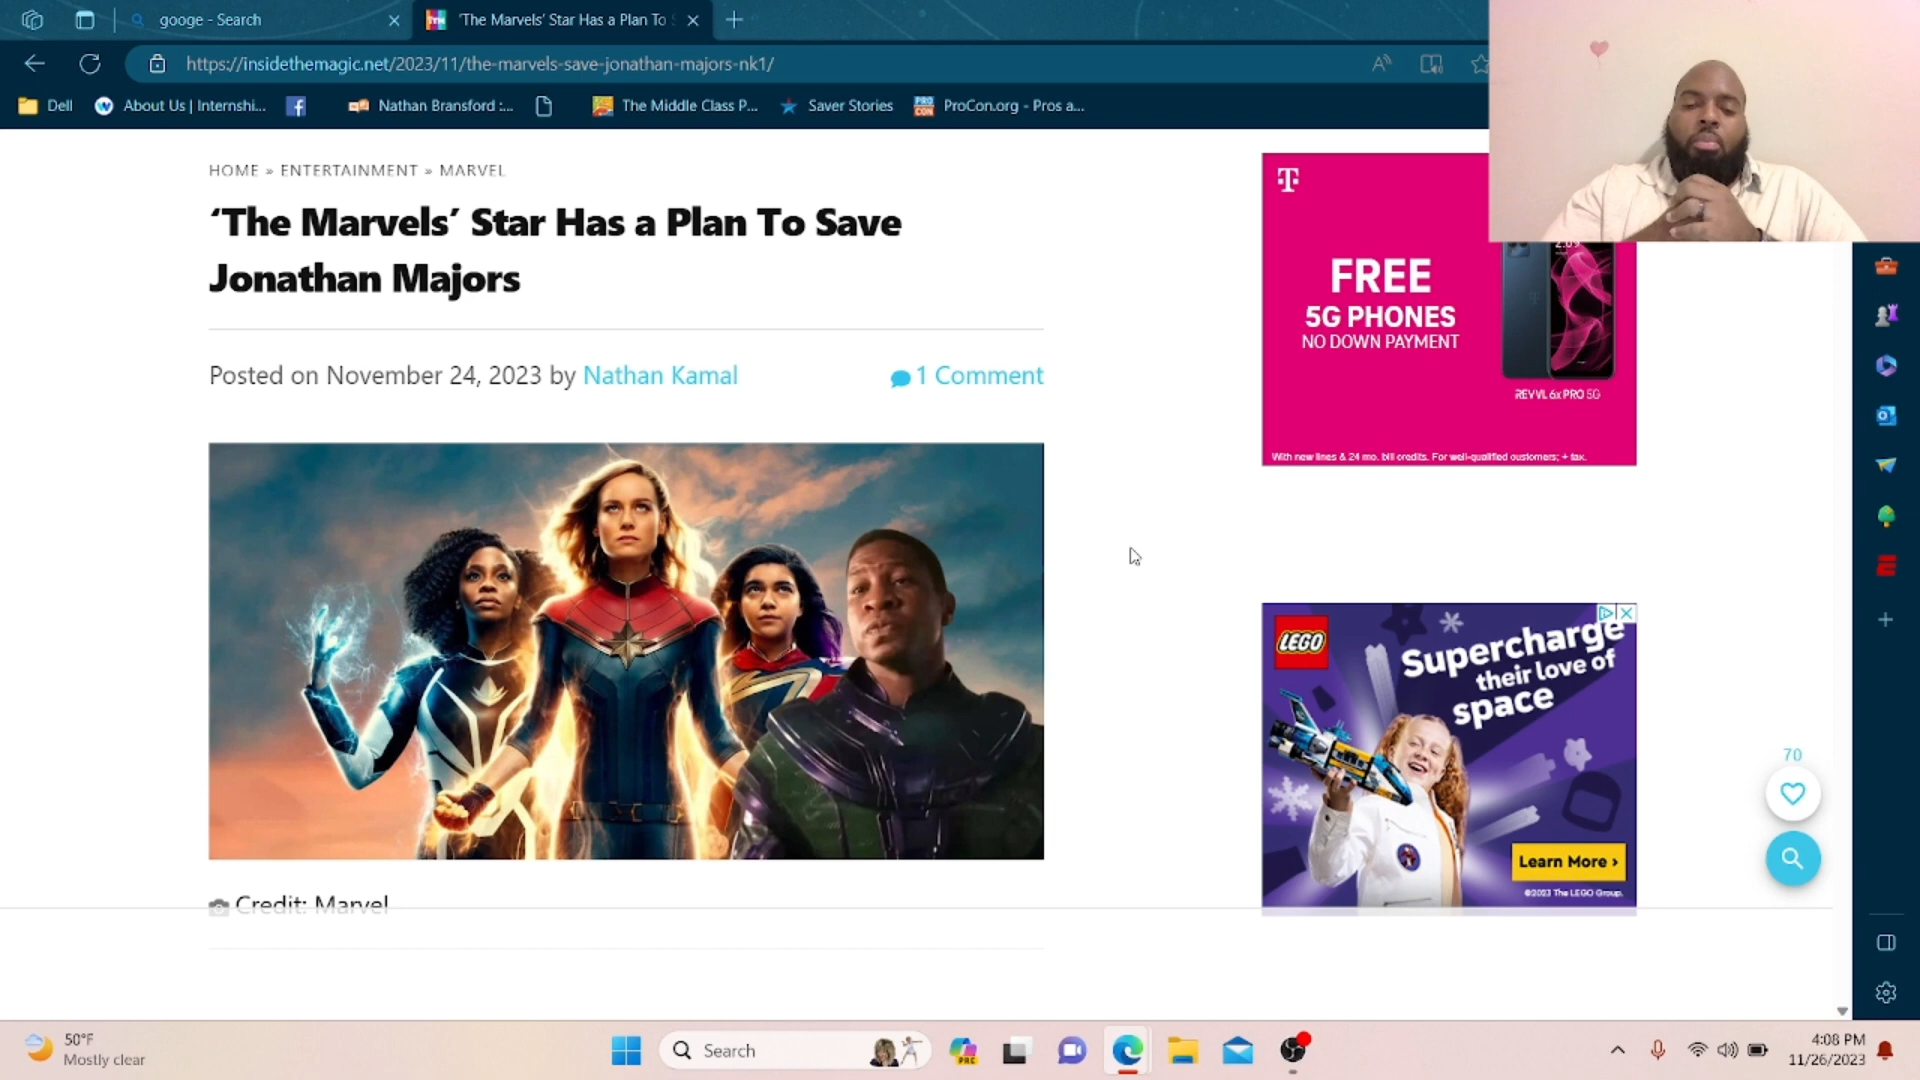 googe - Search
'The Marvels' Star Has a Plan To S
https://insidethemagic.net/2023/11/the-marvels-save-jonathan-majors-nk1/
Dell
About Us | Internshi...
Nathan Bransford :...
The Middle Class P...
Saver Stories
ProCon.org - Pros a...
HOME » ENTERTAINMENT » MARVEL
‘The Marvels’ Star Has a Plan To Save
Jonathan Majors
Posted on November 24, 2023 by Nathan Kamal
1 Comment
Credit: Marvel
T
FREE
5G PHONES
NO DOWN PAYMENT
2:09
REVVL 6x PRO 5G
With new lines & 24 mo. bill credits. For well-qualified customers; + tax.
LEGO
Supercharge
their love of
space
Learn More ›
©2023 The LEGO Group.
70
50°F
Mostly clear
Search
PRE
4:08 PM
11/26/2023